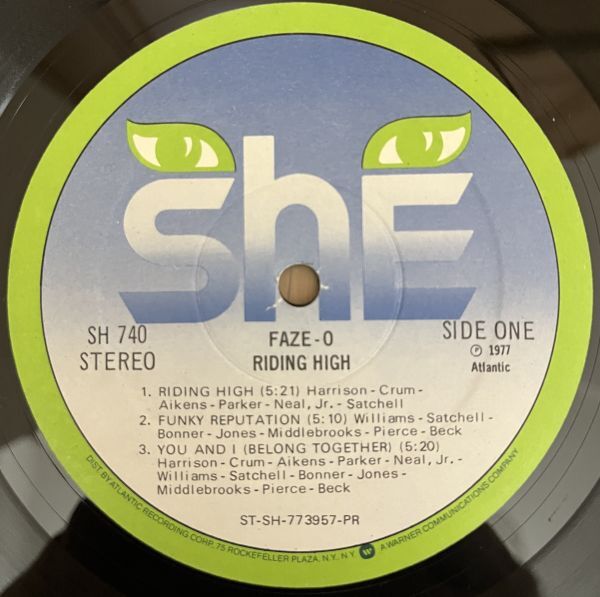 shE
SH 740
STEREO
FAZE-O
RIDING HIGH
SIDE ONE
℗ 1977
Atlantic
1. RIDING HIGH (5:21) Harrison - Crum -
Aikens - Parker - Neal, Jr. - Satchell
2. FUNKY REPUTATION (5:10) Williams - Satchell -
Bonner - Jones - Middlebrooks - Pierce - Beck
3. YOU AND I (BELONG TOGETHER) (5:20)
Harrison - Crum - Aikens - Parker - Neal, Jr. -
Williams - Satchell - Bonner - Jones -
Middlebrooks - Pierce - Beck
ST-SH-773957-PR
DIST. BY ATLANTIC RECORDING CORP., 75 ROCKEFELLER PLAZA, N.Y., N.Y. W A WARNER COMMUNICATIONS COMPANY